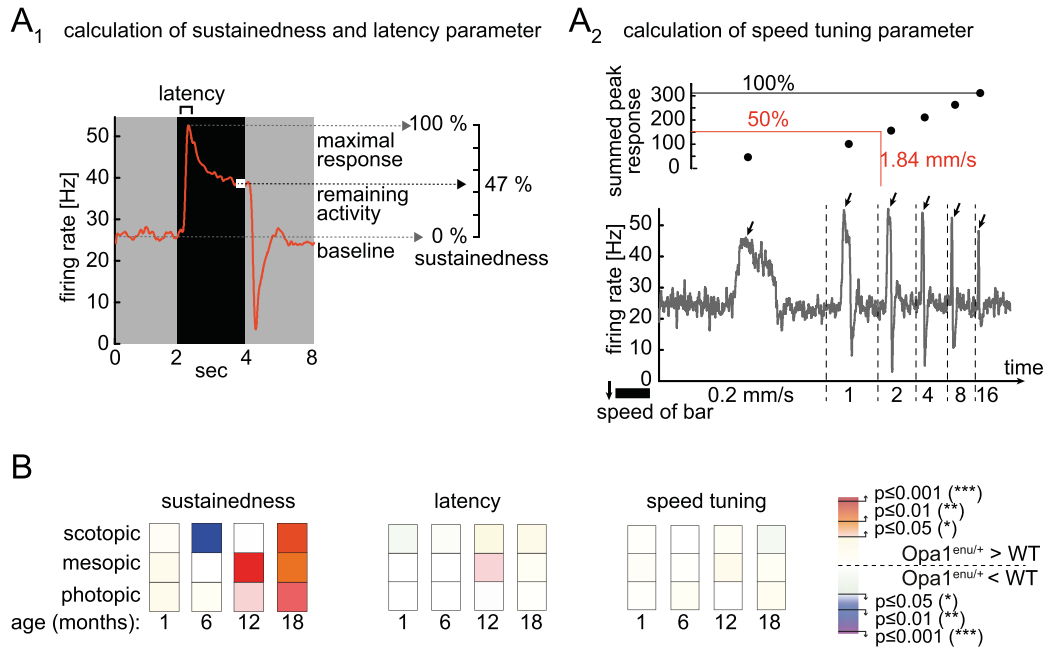 A1 calculation of sustainedness and latency parameter
latency
50
40
30
20
10
0
firing rate [Hz]
0 2 4 8
sec
100 %
maximal
response
47 %
remaining
activity
0 %
baseline
sustainedness
A2 calculation of speed tuning parameter
summed peak
response
300
200
100
0
100%
50%
1.84 mm/s
firing rate [Hz]
50
40
30
20
10
0
time
0.2 mm/s 1 2 4 8 16
speed of bar
B
sustainedness latency speed tuning
scotopic
mesopic
photopic
age (months): 1 6 12 18 1 6 12 18 1 6 12 18
p≤0.001 (***)
p≤0.01 (**)
p≤0.05 (*)
Opa1enu/+ > WT
Opa1enu/+ < WT
p≤0.05 (*)
p≤0.01 (**)
p≤0.001 (***)